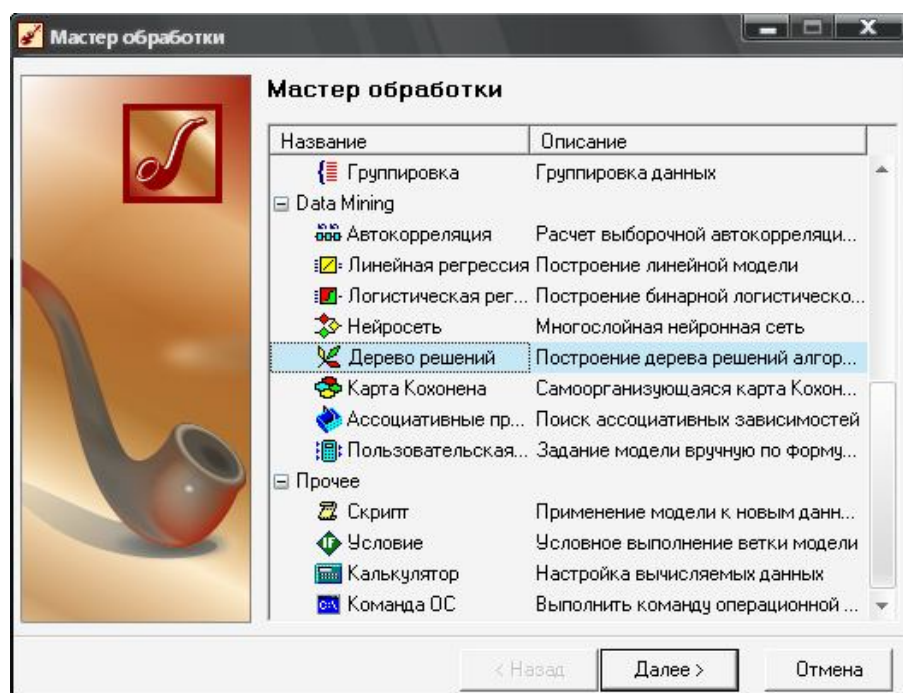 Мастер обработки
Мастер обработки
Название Описание
Группировка Группировка данных
Data Mining
Автокорреляция Расчет выборочной автокорреляци...
Линейная регрессия Построение линейной модели
Логистическая рег... Построение бинарной логистическо...
Нейросеть Многослойная нейронная сеть
Дерево решений Построение дерева решений алгор...
Карта Кохонена Самоорганизующаяся карта Кохон...
Ассоциативные пр... Поиск ассоциативных зависимостей
Пользовательская... Задание модели вручную по форму...
Прочее
Скрипт Применение модели к новым данн...
IF Условие Условное выполнение ветки модели
Калькулятор Настройка вычисляемых данных
C:\ Команда ОС Выполнить команду операционной ...
< Назад Далее > Отмена